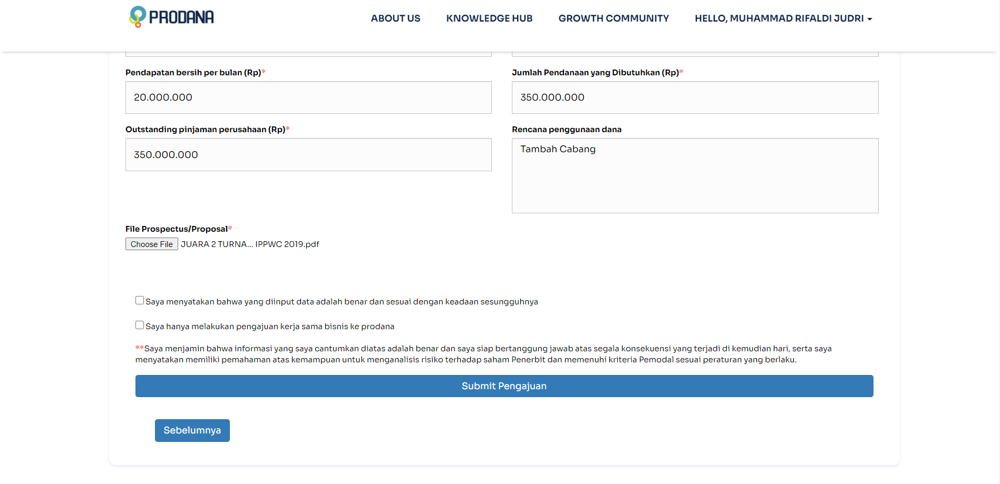 PRODANA
ABOUT US
KNOWLEDGE HUB
GROWTH COMMUNITY
HELLO, MUHAMMAD RIFALDI JUDRI
Pendapatan bersih per bulan (Rp)*
Jumlah Pendanaan yang Dibutuhkan (Rp)*
20.000.000
350.000.000
Outstanding pinjaman perusahaan (Rp)*
Rencana penggunaan dana
350.000.000
Tambah Cabang
File Prospectus/Proposal*
Choose File JUARA 2 TURNA... IPPWC 2019.pdf
Saya menyatakan bahwa yang diinput data adalah benar dan sesuai dengan keadaan sesungguhnya
Saya hanya melakukan pengajuan kerja sama bisnis ke prodana
**Saya menjamin bahwa informasi yang saya cantumkan diatas adalah benar dan saya siap bertanggung jawab atas segala konsekuensi yang terjadi di kemudian hari, serta saya
menyatakan memiliki pemahaman atas kemampuan untuk menganalisis risiko terhadap saham Penerbit dan memenuhi kriteria Pemodal sesuai peraturan yang berlaku.
Submit Pengajuan
Sebelumnya